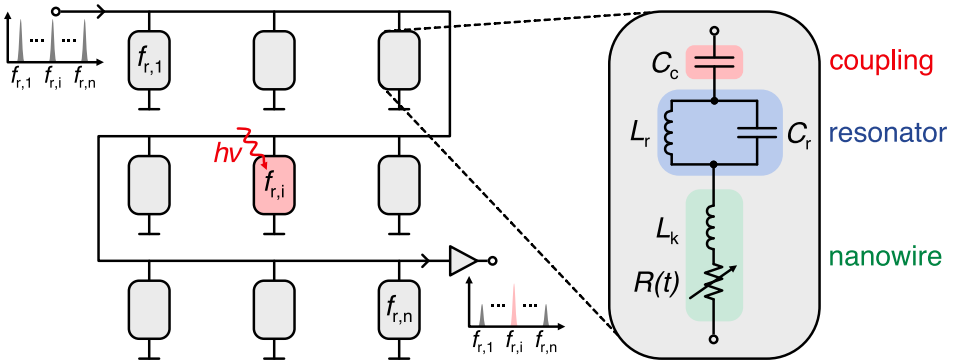 ... ...
f_r,1 f_r,i f_r,n
f_r,1
hν
f_r,i
f_r,n
... ...
f_r,1 f_r,i f_r,n
C_c
coupling
L_r
C_r
resonator
L_k
nanowire
R(t)